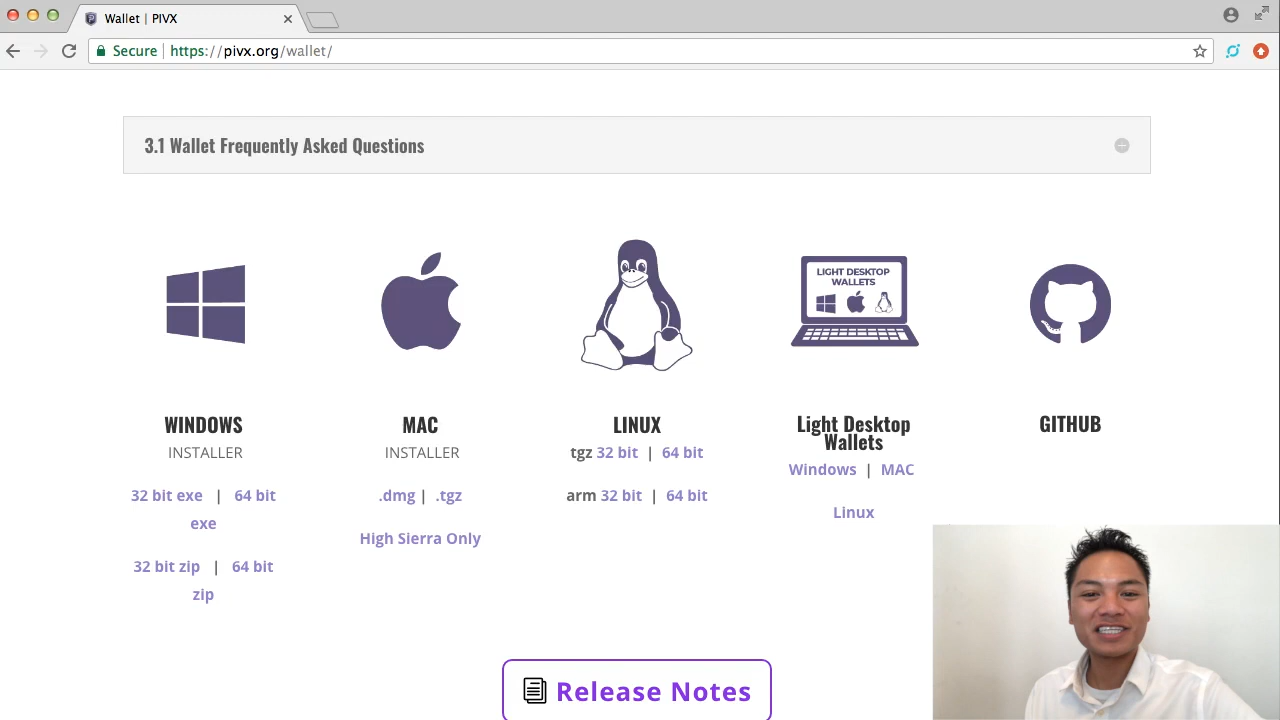 Wallet | PIVX
Secure | https://pivx.org/wallet/
3.1 Wallet Frequently Asked Questions
LIGHT DESKTOP
WALLETS
WINDOWS
INSTALLER
32 bit exe | 64 bit
exe
32 bit zip | 64 bit
zip
MAC
INSTALLER
.dmg | .tgz
High Sierra Only
LINUX
tgz 32 bit | 64 bit
arm 32 bit | 64 bit
Light Desktop
Wallets
Windows | MAC
Linux
GITHUB
Release Notes